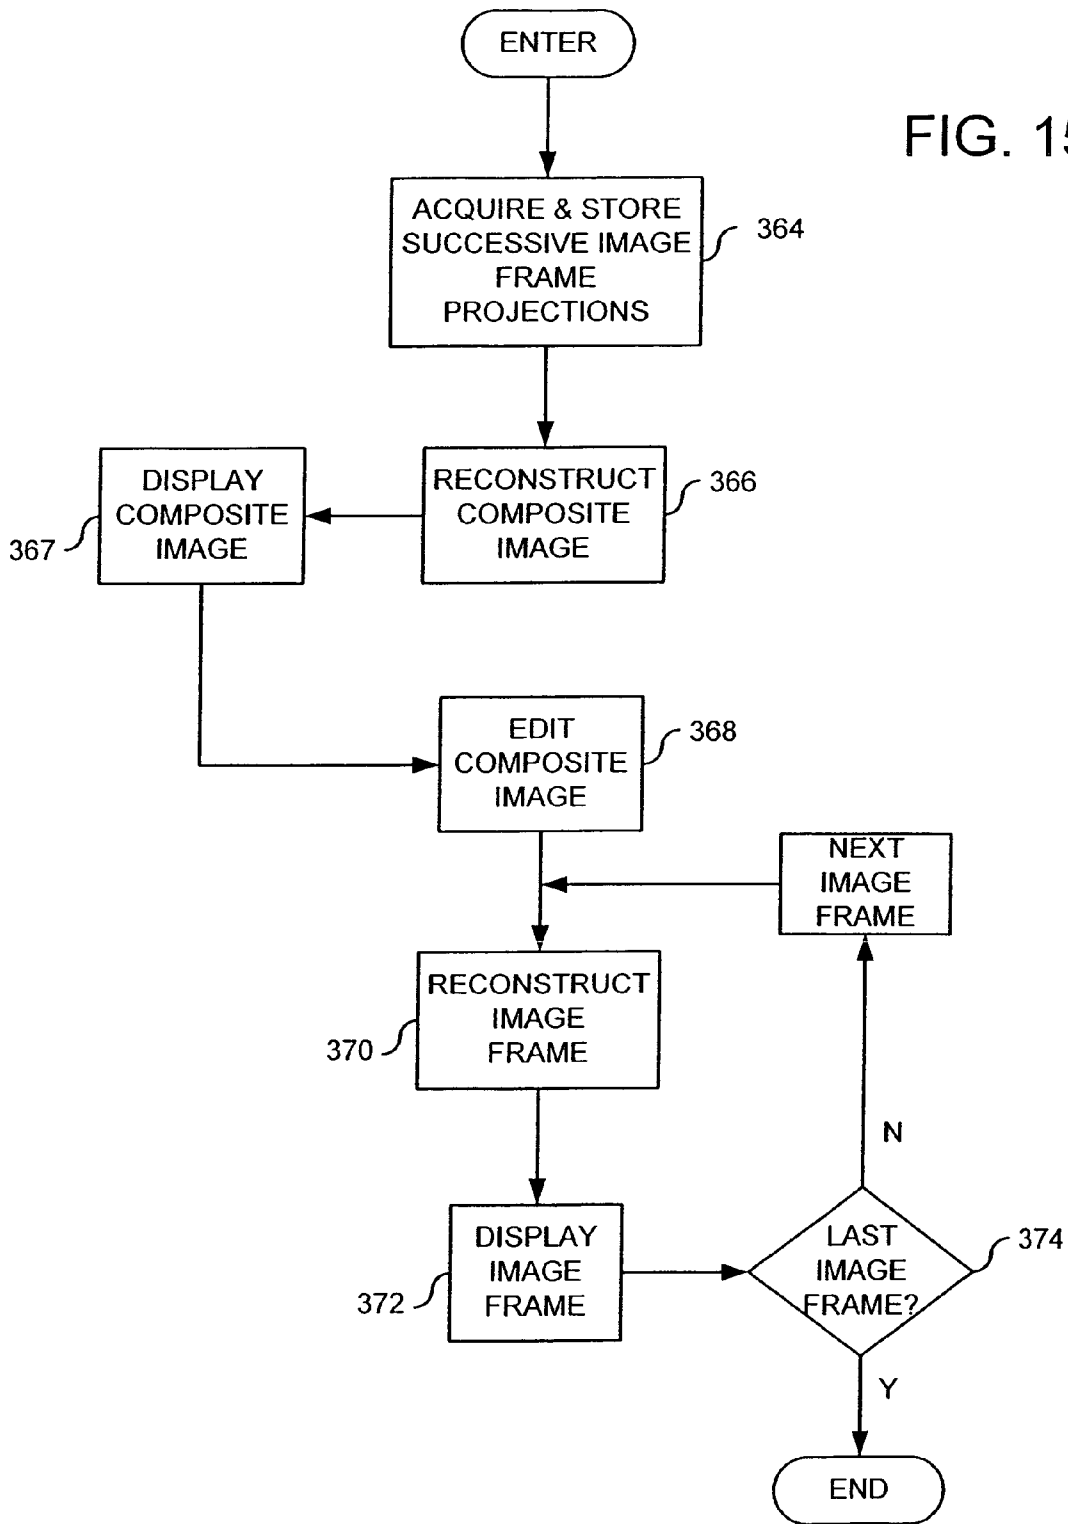 ENTER
FIG. 15
ACQUIRE & STORE
SUCCESSIVE IMAGE
FRAME
PROJECTIONS
364
DISPLAY
COMPOSITE
IMAGE
367
RECONSTRUCT
COMPOSITE
IMAGE
366
EDIT
COMPOSITE
IMAGE
368
NEXT
IMAGE
FRAME
RECONSTRUCT
IMAGE
FRAME
370
N
DISPLAY
IMAGE
FRAME
372
LAST
IMAGE
FRAME?
374
Y
END